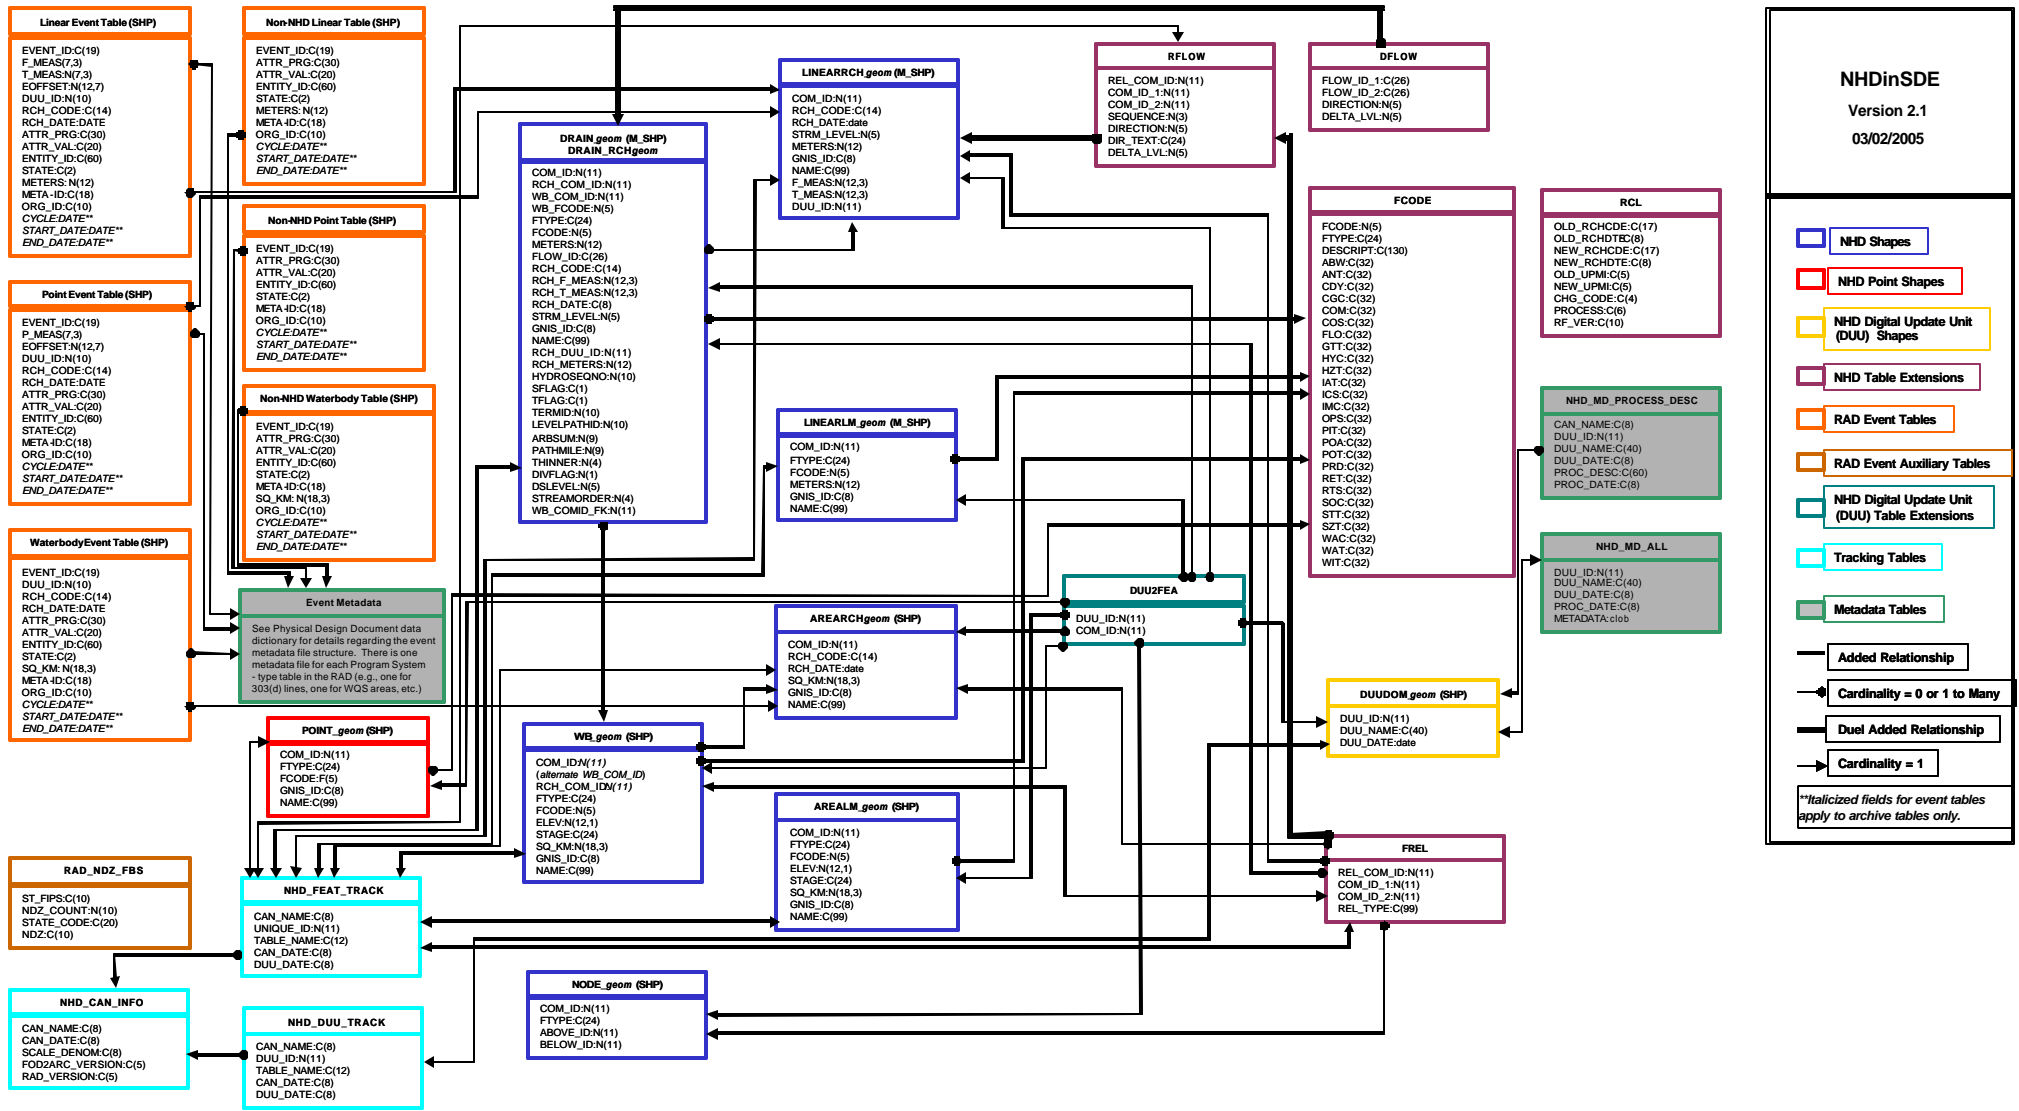 Linear Event Table (SHP)
EVENT_ID:C(19)
F_MEAS(7,3)
T_MEAS:N(7,3)
EOFFSET:N(12,7)
DUU_ID:N(10)
RCH_CODE:C(14)
RCH_DATE:DATE
ATTR_PRG:C(30)
ATTR_VAL:C(20)
ENTITY_ID:C(60)
STATE:C(2)
METERS: N(12)
META-ID:C(18)
ORG_ID:C(10)
CYCLE:DATE**
START_DATE:DATE**
END_DATE:DATE**
Point Event Table (SHP)
EVENT_ID:C(19)
P_MEAS(7,3)
EOFFSET:N(12,7)
DUU_ID:N(10)
RCH_CODE:C(14)
RCH_DATE:DATE
ATTR_PRG:C(30)
ATTR_VAL:C(20)
ENTITY_ID:C(60)
STATE:C(2)
META-ID:C(18)
ORG_ID:C(10)
CYCLE:DATE**
START_DATE:DATE**
END_DATE:DATE**
WaterbodyEvent Table (SHP)
EVENT_ID:C(19)
DUU_ID:N(10)
RCH_CODE:C(14)
RCH_DATE:DATE
ATTR_PRG:C(30)
ATTR_VAL:C(20)
ENTITY_ID:C(60)
STATE:C(2)
SQ_KM: N(18,3)
META-ID:C(18)
ORG_ID:C(10)
CYCLE:DATE**
START_DATE:DATE**
END_DATE:DATE**
RAD_NDZ_FBS
ST_FIPS:C(10)
NDZ_COUNT:N(10)
STATE_CODE:C(20)
NDZ:C(10)
NHD_CAN_INFO
CAN_NAME:C(8)
CAN_DATE:C(8)
SCALE_DENOM:C(8)
FOD2ARC_VERSION:C(5)
RAD_VERSION:C(5)
Non-NHD Linear Table (SHP)
EVENT_ID:C(19)
ATTR_PRG:C(30)
ATTR_VAL:C(20)
ENTITY_ID:C(60)
STATE:C(2)
METERS: N(12)
META-ID:C(18)
ORG_ID:C(10)
CYCLE:DATE**
START_DATE:DATE**
END_DATE:DATE**
Non-NHD Point Table (SHP)
EVENT_ID:C(19)
ATTR_PRG:C(30)
ATTR_VAL:C(20)
ENTITY_ID:C(60)
STATE:C(2)
META-ID:C(18)
ORG_ID:C(10)
CYCLE:DATE**
START_DATE:DATE**
END_DATE:DATE**
Non-NHD Waterbody Table (SHP)
EVENT_ID:C(19)
ATTR_PRG:C(30)
ATTR_VAL:C(20)
ENTITY_ID:C(60)
STATE:C(2)
META-ID:C(18)
SQ_KM: N(18,3)
ORG_ID:C(10)
CYCLE:DATE**
START_DATE:DATE**
END_DATE:DATE**
Event Metadata
See Physical Design Document data
dictionary for details regarding the event
metadata file structure. There is one
metadata file for each Program System
- type table in the RAD (e.g., one for
303(d) lines, one for WQS areas, etc.)
POINT_geom (SHP)
COM_ID:N(11)
FTYPE:C(24)
FCODE:F(5)
GNIS_ID:C(8)
NAME:C(99)
NHD_FEAT_TRACK
CAN_NAME:C(8)
UNIQUE_ID:N(11)
TABLE_NAME:C(12)
CAN_DATE:C(8)
DUU_DATE:C(8)
NHD_DUU_TRACK
CAN_NAME:C(8)
DUU_ID:N(11)
TABLE_NAME:C(12)
CAN_DATE:C(8)
DUU_DATE:C(8)
DRAIN_geom (M_SHP)
DRAIN_RCHgeom
COM_ID:N(11)
RCH_COM_ID:N(11)
WB_COM_ID:N(11)
WB_FCODE:N(5)
FTYPE:C(24)
FCODE:N(5)
METERS:N(12)
FLOW_ID:C(26)
RCH_CODE:C(14)
RCH_F_MEAS:N(12,3)
RCH_T_MEAS:N(12,3)
RCH_DATE:C(8)
STRM_LEVEL:N(5)
GNIS_ID:C(8)
NAME:C(99)
RCH_DUU_ID:N(11)
RCH_METERS:N(12)
HYDROSEQNO:N(10)
SFLAG:C(1)
TFLAG:C(1)
TERMID:N(10)
LEVELPATHID:N(10)
ARBSUM:N(9)
PATHMILE:N(9)
THINNER:N(4)
DIVFLAG:N(1)
DSLEVEL:N(5)
STREAMORDER:N(4)
WB_COMID_FK:N(11)
WB_geom (SHP)
COM_ID:N(11)
(alternate WB_COM_ID)
RCH_COM_ID:N(11)
FTYPE:C(24)
FCODE:N(5)
ELEV:N(12,1)
STAGE:C(24)
SQ_KM:N(18,3)
GNIS_ID:C(8)
NAME:C(99)
NODE_geom (SHP)
COM_ID:N(11)
FTYPE:C(24)
ABOVE_ID:N(11)
BELOW_ID:N(11)
LINEARRCH_geom (M_SHP)
COM_ID:N(11)
RCH_CODE:C(14)
RCH_DATE:date
STRM_LEVEL:N(5)
METERS:N(12)
GNIS_ID:C(8)
NAME:C(99)
F_MEAS:N(12,3)
T_MEAS:N(12,3)
DUU_ID:N(11)
LINEARLM_geom (M_SHP)
COM_ID:N(11)
FTYPE:C(24)
FCODE:N(5)
METERS:N(12)
GNIS_ID:C(8)
NAME:C(99)
AREARCHgeom (SHP)
COM_ID:N(11)
RCH_CODE:C(14)
RCH_DATE:date
SQ_KM:N(18,3)
GNIS_ID:C(8)
NAME:C(99)
AREALM_geom (SHP)
COM_ID:N(11)
FTYPE:C(24)
FCODE:N(5)
ELEV:N(12,1)
STAGE:C(24)
SQ_KM:N(18,3)
GNIS_ID:C(8)
NAME:C(99)
RFLOW
REL_COM_ID:N(11)
COM_ID_1:N(11)
COM_ID_2:N(11)
SEQUENCE:N(3)
DIRECTION:N(5)
DIR_TEXT:C(24)
DELTA_LVL:N(5)
DUU2FEA
DUU_ID:N(11)
COM_ID:N(11)
DFLOW
FLOW_ID_1:C(26)
FLOW_ID_2:C(26)
DIRECTION:N(5)
DELTA_LVL:N(5)
FCODE
FCODE:N(5)
FTYPE:C(24)
DESCRIPT:C(130)
ABW:C(32)
ANT:C(32)
CDY:C(32)
CGC:C(32)
COM:C(32)
COS:C(32)
FLO:C(32)
GTT:C(32)
HYC:C(32)
HZT:C(32)
IAT:C(32)
ICS:C(32)
IMC:C(32)
OPS:C(32)
PIT:C(32)
POA:C(32)
POT:C(32)
PRD:C(32)
RET:C(32)
RTS:C(32)
SOC:C(32)
STT:C(32)
SZT:C(32)
WAC:C(32)
WAT:C(32)
WIT:C(32)
DUUDOM_geom (SHP)
DUU_ID:N(11)
DUU_NAME:C(40)
DUU_DATE:date
FREL
REL_COM_ID:N(11)
COM_ID_1:N(11)
COM_ID_2:N(11)
REL_TYPE:C(99)
RCL
OLD_RCHCDE:C(17)
OLD_RCHDTE:C(8)
NEW_RCHCDE:C(17)
NEW_RCHDTE:C(8)
OLD_UPMI:C(5)
NEW_UPMI:C(5)
CHG_CODE:C(4)
PROCESS:C(6)
RF_VER:C(10)
NHD_MD_PROCESS_DESC
CAN_NAME:C(8)
DUU_ID:N(11)
DUU_NAME:C(40)
DUU_DATE:C(8)
PROC_DESC:C(60)
PROC_DATE:C(8)
NHD_MD_ALL
DUU_ID:N(11)
DUU_NAME:C(40)
DUU_DATE:C(8)
PROC_DATE:C(8)
METADATA:clob
NHDinSDE
Version 2.1
03/02/2005
NHD Shapes
NHD Point Shapes
NHD Digital Update Unit
(DUU) Shapes
NHD Table Extensions
RAD Event Tables
RAD Event Auxiliary Tables
NHD Digital Update Unit
(DUU) Table Extensions
Tracking Tables
Metadata Tables
Added Relationship
Cardinality = 0 or 1 to Many
Duel Added Relationship
Cardinality = 1
**Italicized fields for event tables
apply to archive tables only.